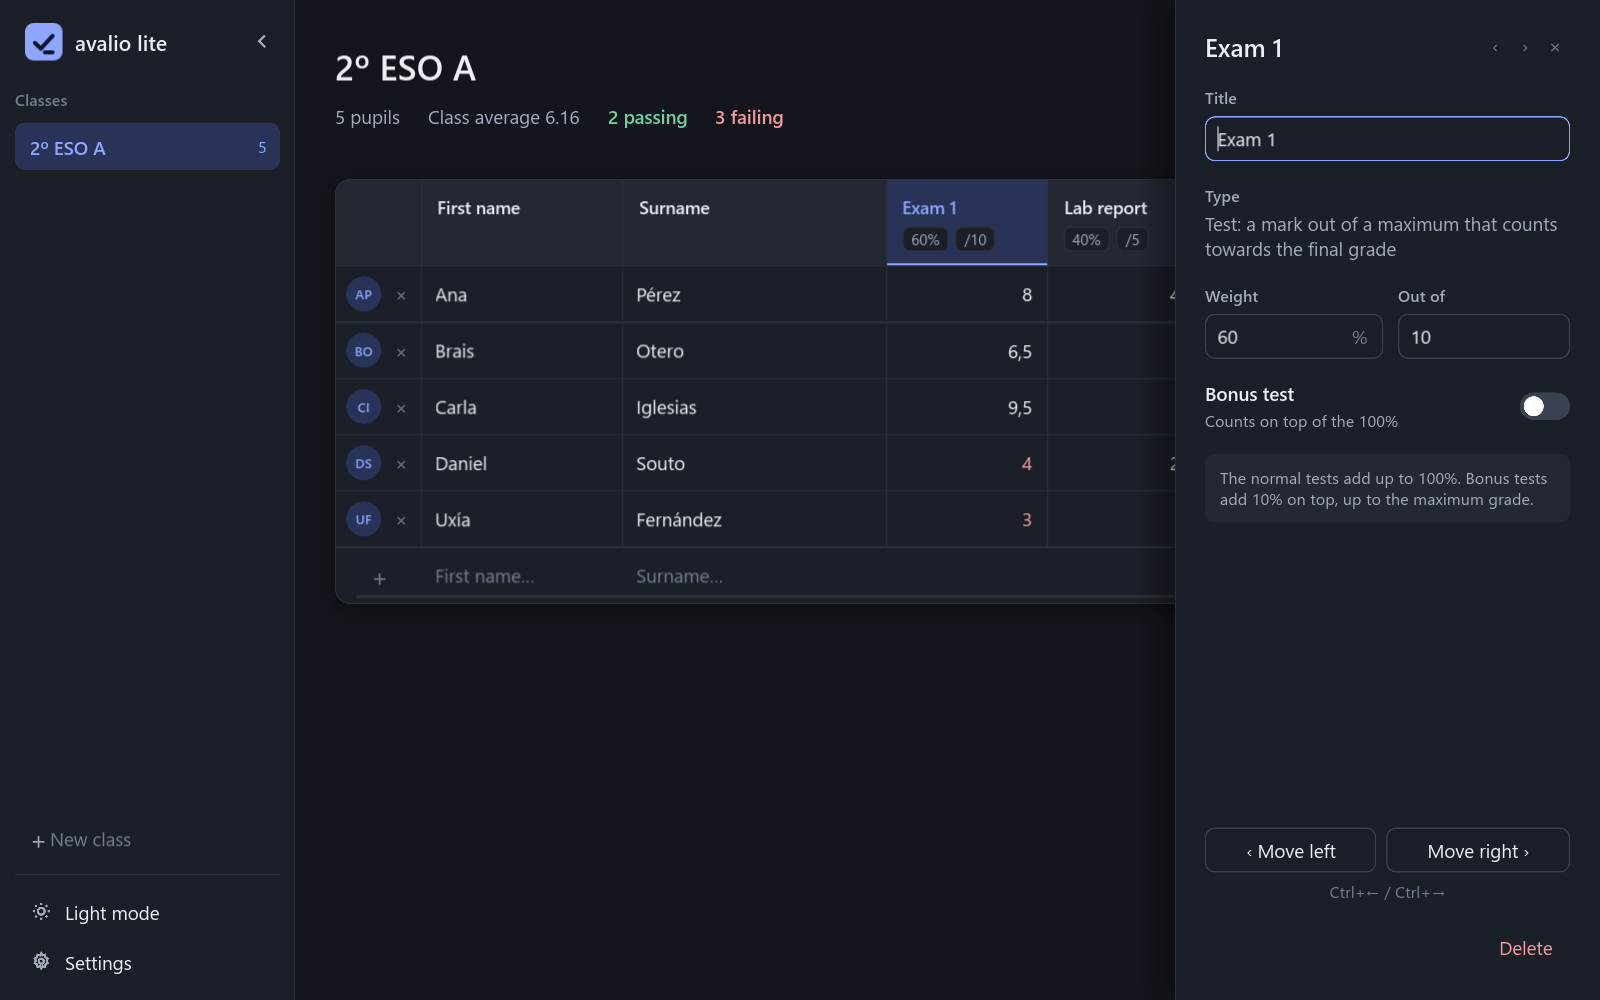 avalio lite
Classes
2º ESO A 5
+ New class
Light mode
Settings
2º ESO A
5 pupils Class average 6.16 2 passing 3 failing
First name Surname Exam 1 Lab report
60% /10 40% /5
AP × Ana Pérez 8 4
BO × Brais Otero 6,5
CI × Carla Iglesias 9,5
DS × Daniel Souto 4 2
UF × Uxía Fernández 3
+ First name... Surname...
Exam 1 ‹ › ×
Title
Exam 1
Type
Test: a mark out of a maximum that counts
towards the final grade
Weight Out of
60 % 10
Bonus test
Counts on top of the 100%
The normal tests add up to 100%. Bonus tests
add 10% on top, up to the maximum grade.
‹ Move left Move right ›
Ctrl+← / Ctrl+→
Delete